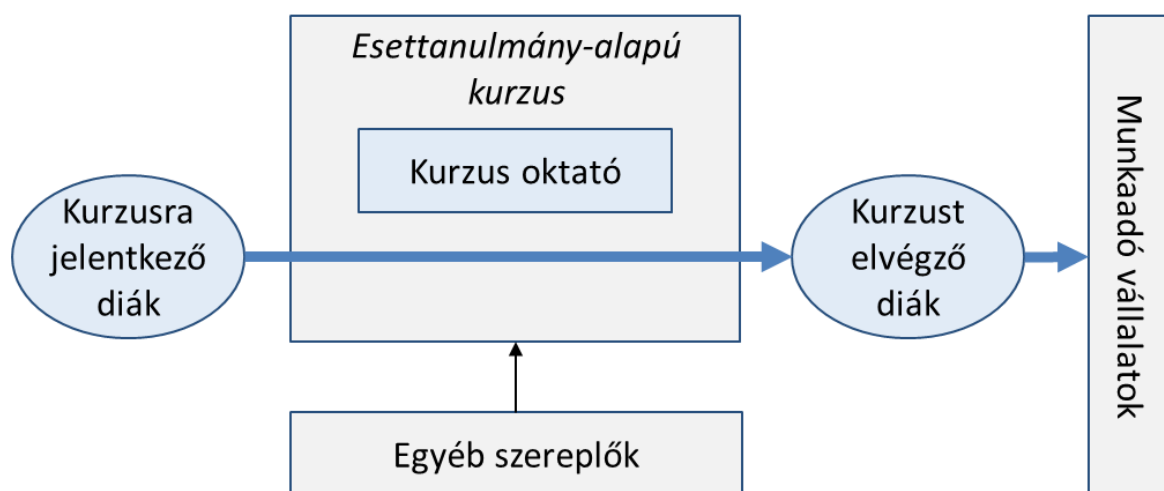 Esettanulmány-alapú
kurzus
Kurzus oktató
Kurzusra
jelentkező
diák
Kurzust
elvégző
diák
Munkaadó vállalatok
Egyéb szereplők